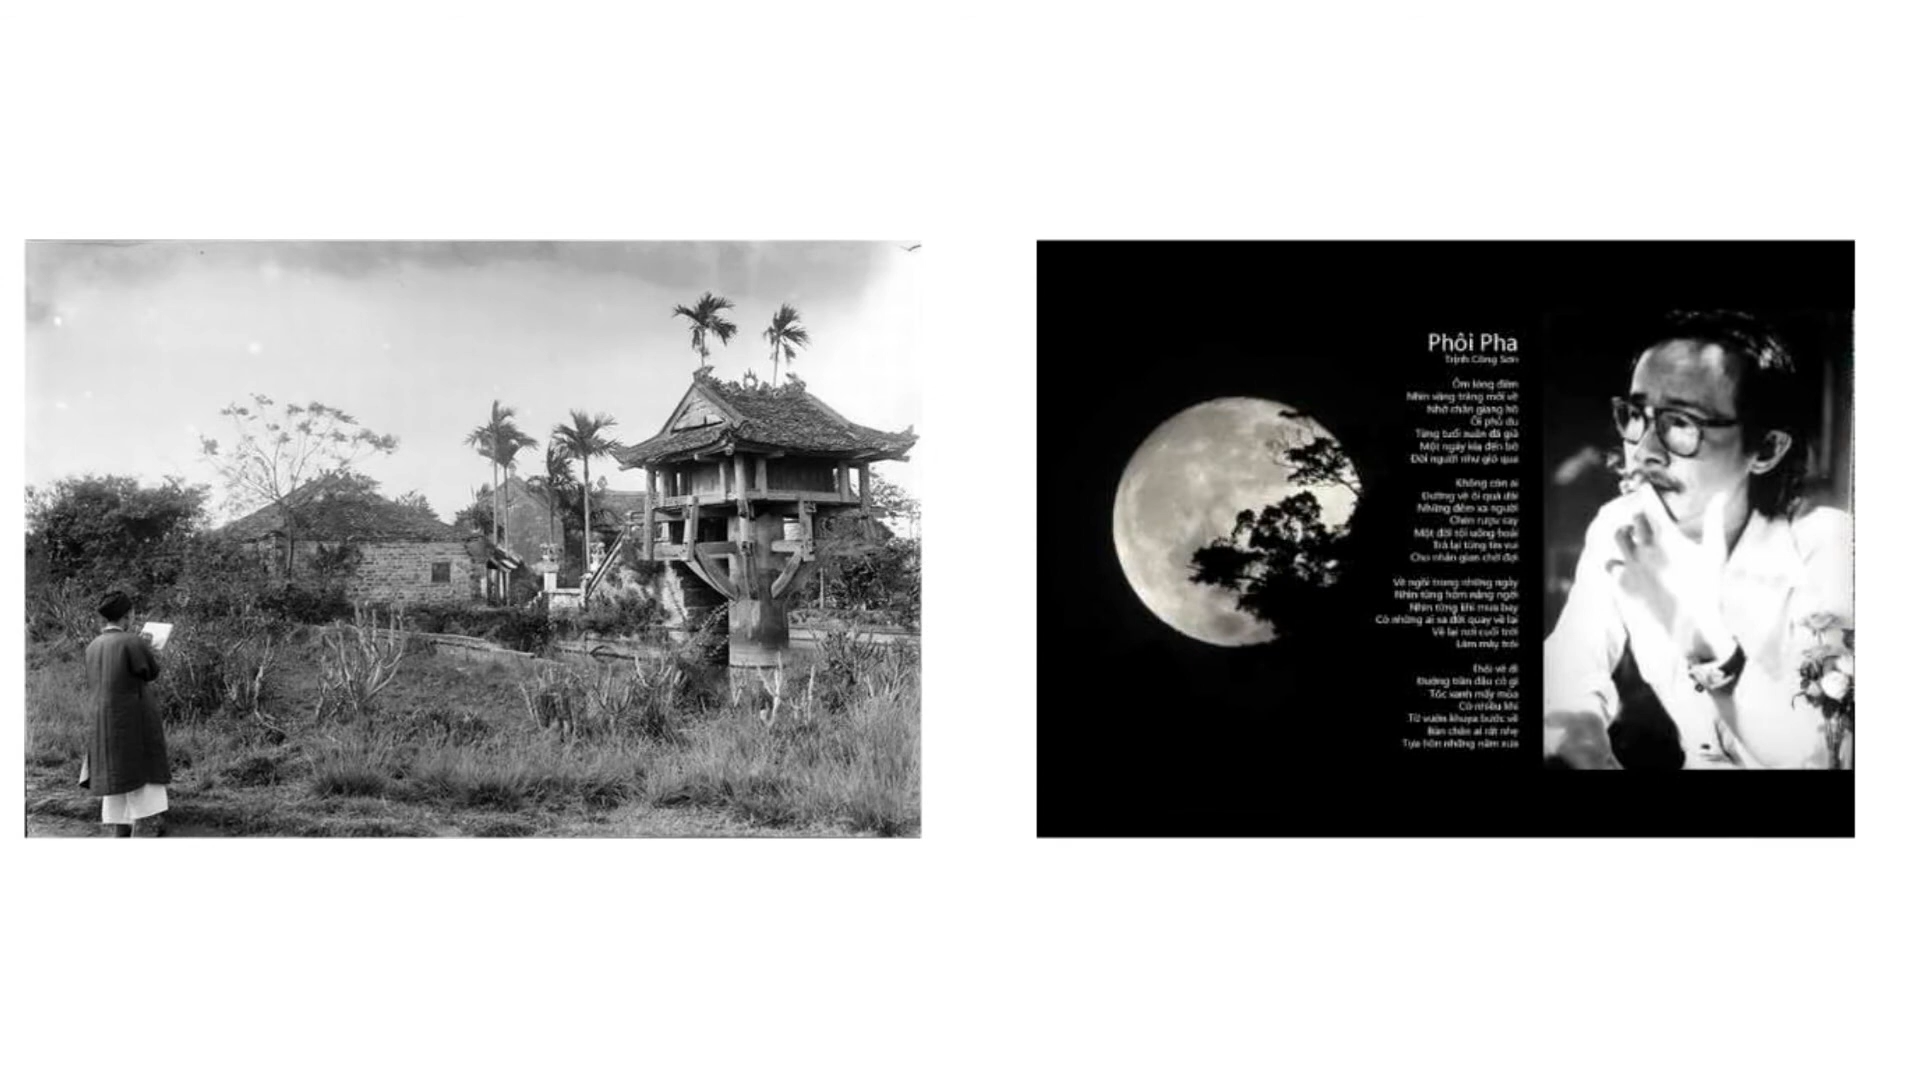 Phôi Pha
Trịnh Công Sơn
Ôm lòng đêm
Nhìn vầng trăng mới về
Nhớ chân giang hồ
Ôi phù du
Từng tuổi xuân đã già
Một ngày kia đến bờ
Đời người như gió qua
Không còn ai
Đường về ôi quá dài
Những đêm xa người
Chén rượu cay
Một đời tôi uống hoài
Trả lại từng tin vui
Cho nhân gian chờ đợi
Về ngồi trong những ngày
Nhìn từng hôm nắng ngời
Nhìn từng khi mưa bay
Có những ai xa đời quay về lại
Về lại nơi cuối trời
Làm mây trôi
Thôi về đi
Đường trần đâu có gì
Tóc xanh mấy mùa
Có nhiều khi
Từ vườn khuya bước về
Bàn chân ai rất nhẹ
Tựa hồn những năm xưa